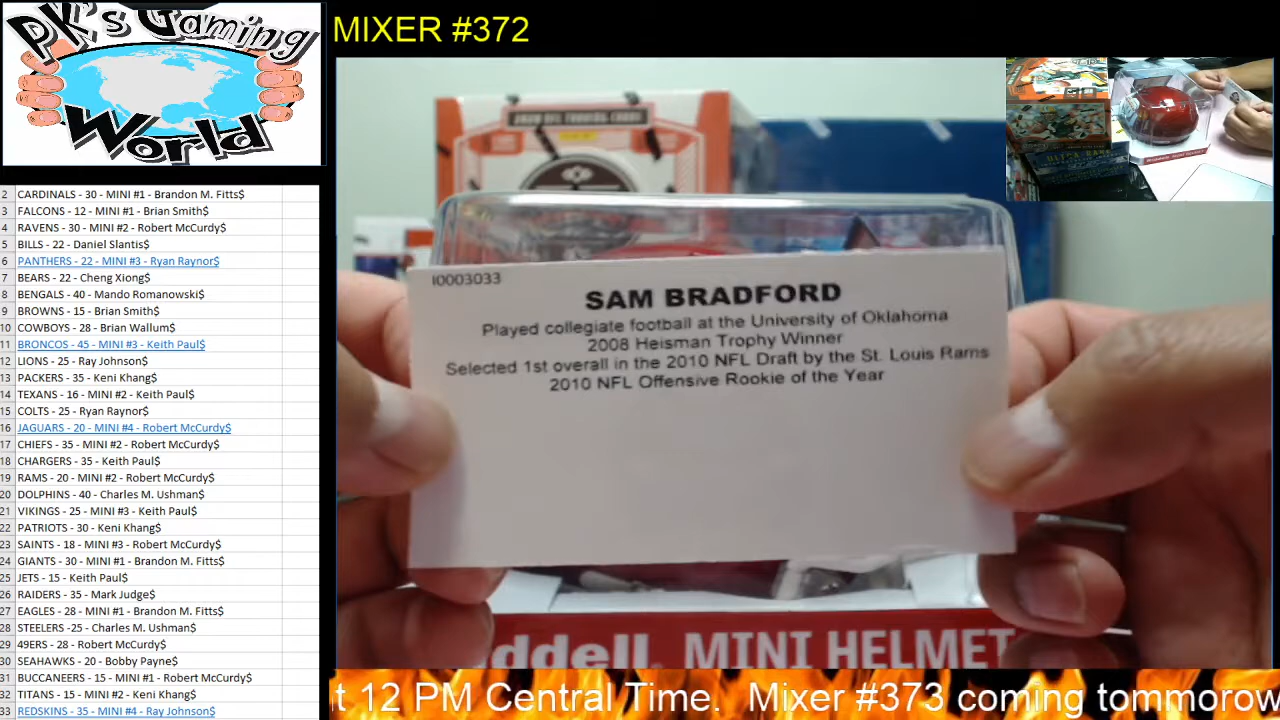 PK's Gaming
World
MIXER #372
2 CARDINALS - 30 - MINI #1 - Brandon M. Fitts$
3 FALCONS - 12 - MINI #1 - Brian Smith$
4 RAVENS - 30 - MINI #2 - Robert McCurdy$
5 BILLS - 22 - Daniel Slantis$
6 PANTHERS - 22 - MINI #3 - Ryan Raynor$
7 BEARS - 22 - Cheng Xiong$
8 BENGALS - 40 - Mando Romanowski$
9 BROWNS - 15 - Brian Smith$
10 COWBOYS - 28 - Brian Wallum$
11 BRONCOS - 45 - MINI #3 - Keith Paul$
12 LIONS - 25 - Ray Johnson$
13 PACKERS - 35 - Keni Khang$
14 TEXANS - 16 - MINI #2 - Keith Paul$
15 COLTS - 25 - Ryan Raynor$
16 JAGUARS - 20 - MINI #4 - Robert McCurdy$
17 CHIEFS - 35 - MINI #2 - Robert McCurdy$
18 CHARGERS - 35 - Keith Paul$
19 RAMS - 20 - MINI #2 - Robert McCurdy$
20 DOLPHINS - 40 - Charles M. Ushman$
21 VIKINGS - 25 - MINI #3 - Keith Paul$
22 PATRIOTS - 30 - Keni Khang$
23 SAINTS - 18 - MINI #3 - Robert McCurdy$
24 GIANTS - 30 - MINI #1 - Brandon M. Fitts$
25 JETS - 15 - Keith Paul$
26 RAIDERS - 35 - Mark Judge$
27 EAGLES - 28 - MINI #1 - Brandon M. Fitts$
28 STEELERS -25 - Charles M. Ushman$
29 49ERS - 28 - Robert McCurdy$
30 SEAHAWKS - 20 - Bobby Payne$
31 BUCCANEERS - 15 - MINI #1 - Robert McCurdy$
32 TITANS - 15 - MINI #2 - Keni Khang$
33 REDSKINS - 35 - MINI #4 - Ray Johnson$
I0003033
SAM BRADFORD
Played collegiate football at the University of Oklahoma
2008 Heisman Trophy Winner
Selected 1st overall in the 2010 NFL Draft by the St. Louis Rams
2010 NFL Offensive Rookie of the Year
ddell MINI HELMET
t 12 PM Central Time. Mixer #373 coming tommorow